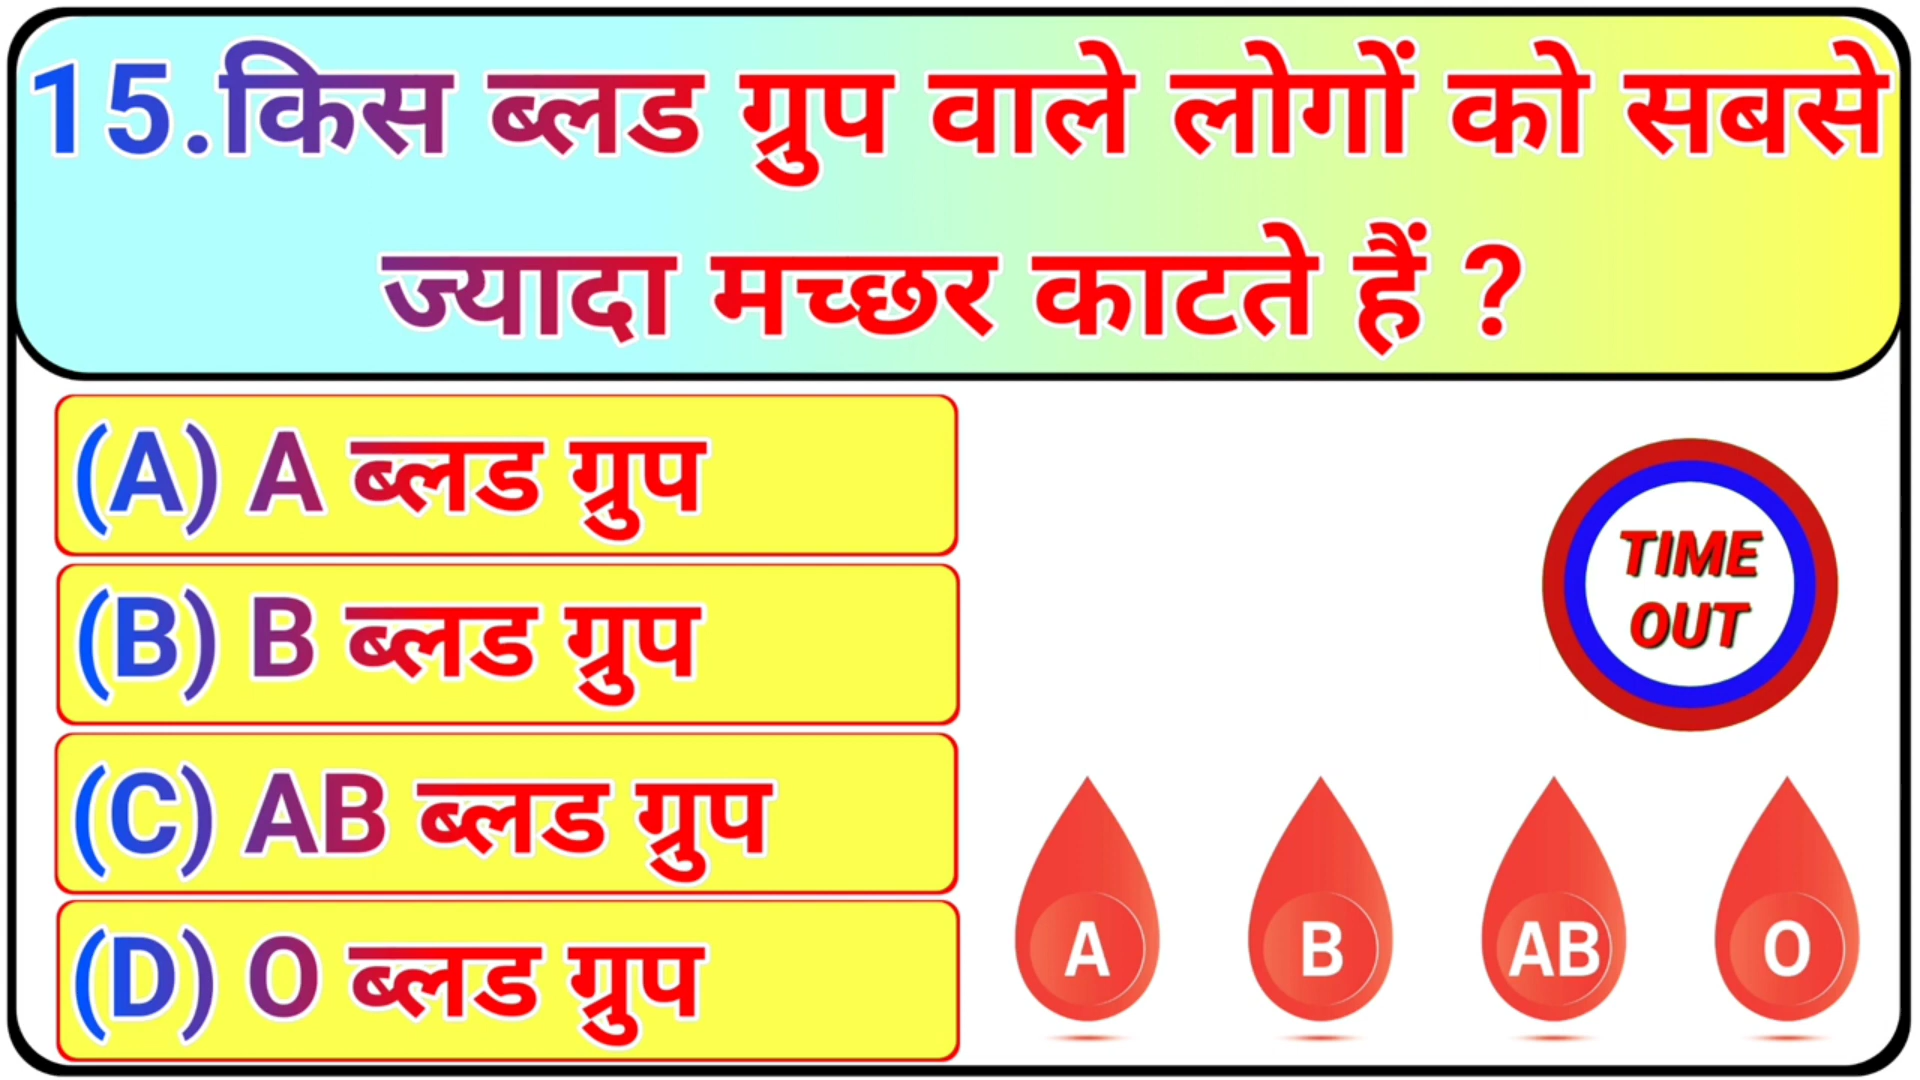 15.किस ब्लड ग्रुप वाले लोगों को सबसे
ज्यादा मच्छर काटते हैं ?
(A) A ब्लड ग्रुप
(B) B ब्लड ग्रुप
(C) AB ब्लड ग्रुप
(D) O ब्लड ग्रुप
TIME
OUT
A B AB O